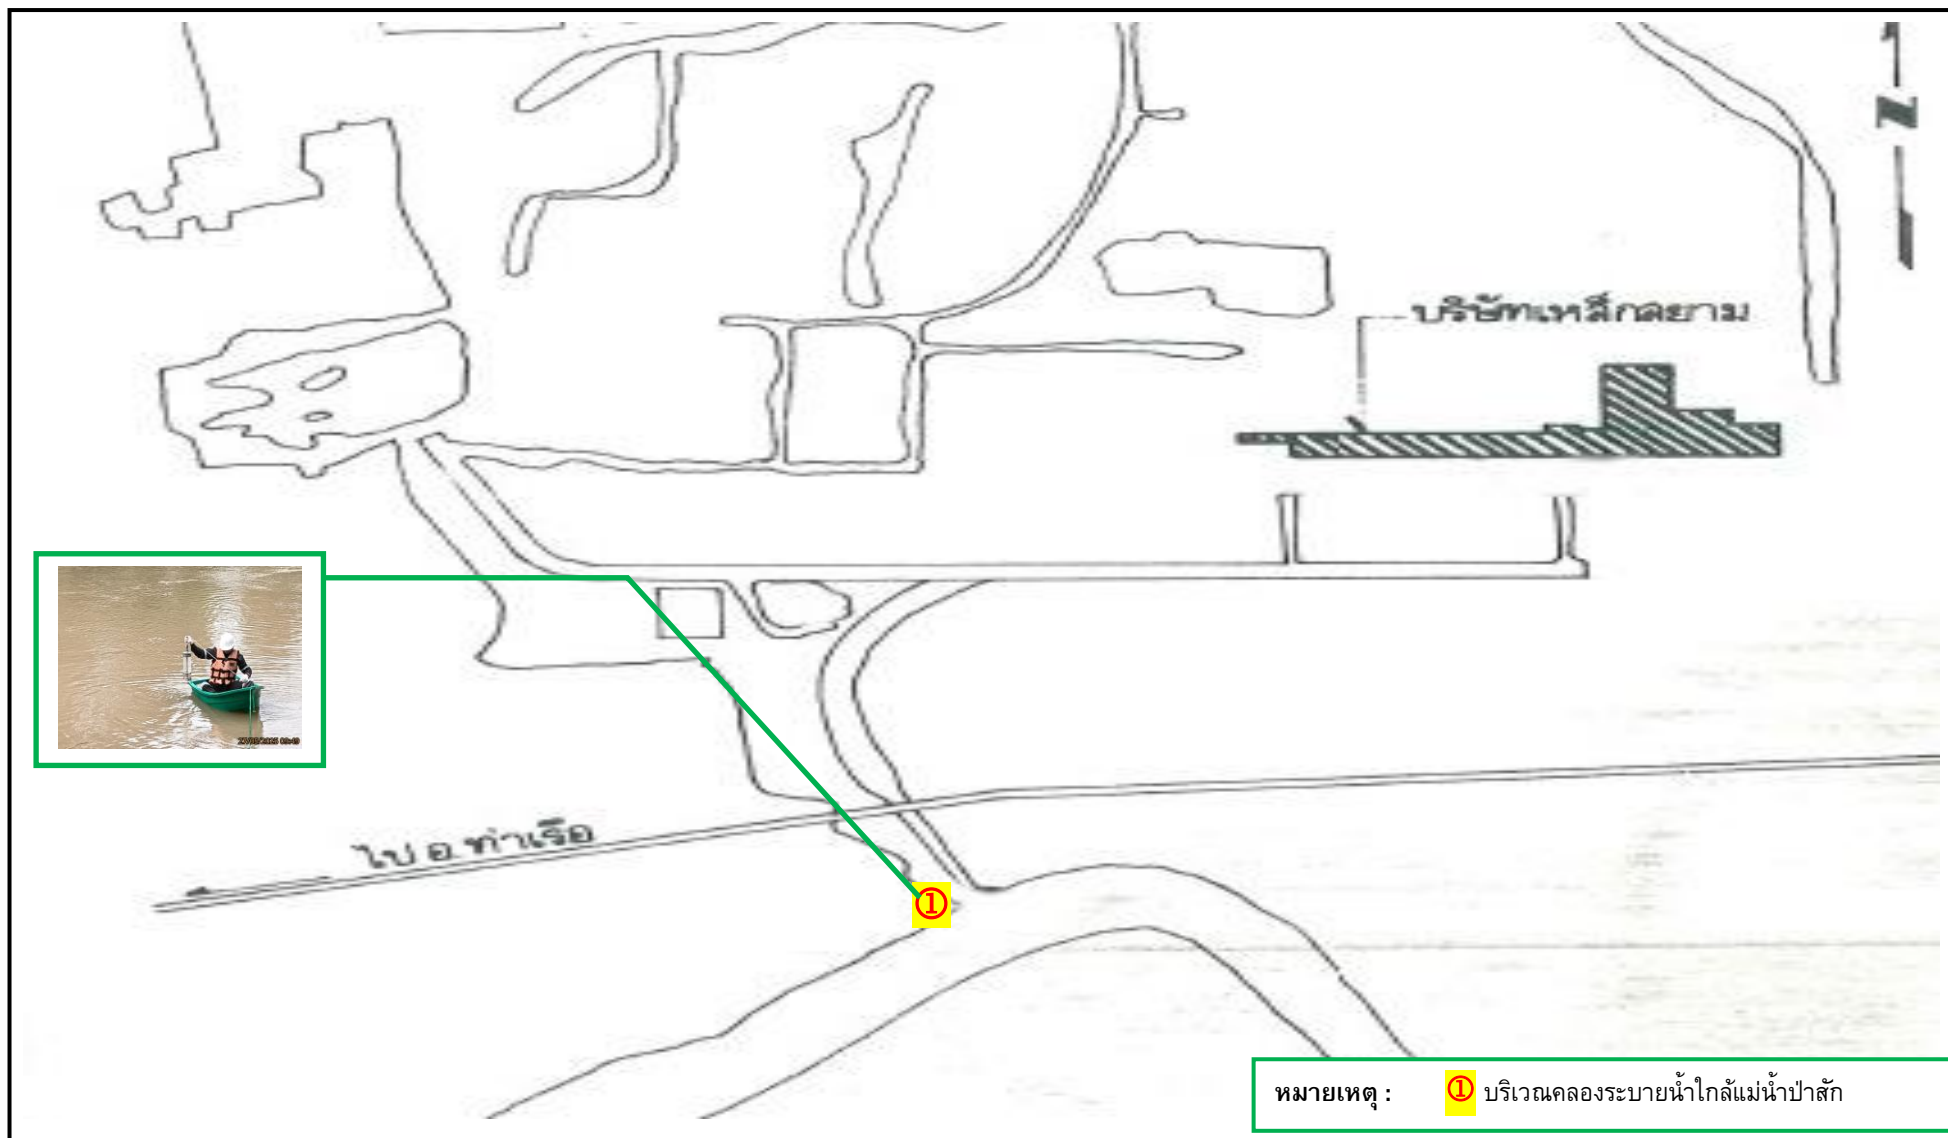 N
บริษัทเหล็กสยาม
ไป อ.ท่าเรือ
①
หมายเหตุ : ① บริเวณคลองระบายน้ำใกล้แม่น้ำป่าสัก